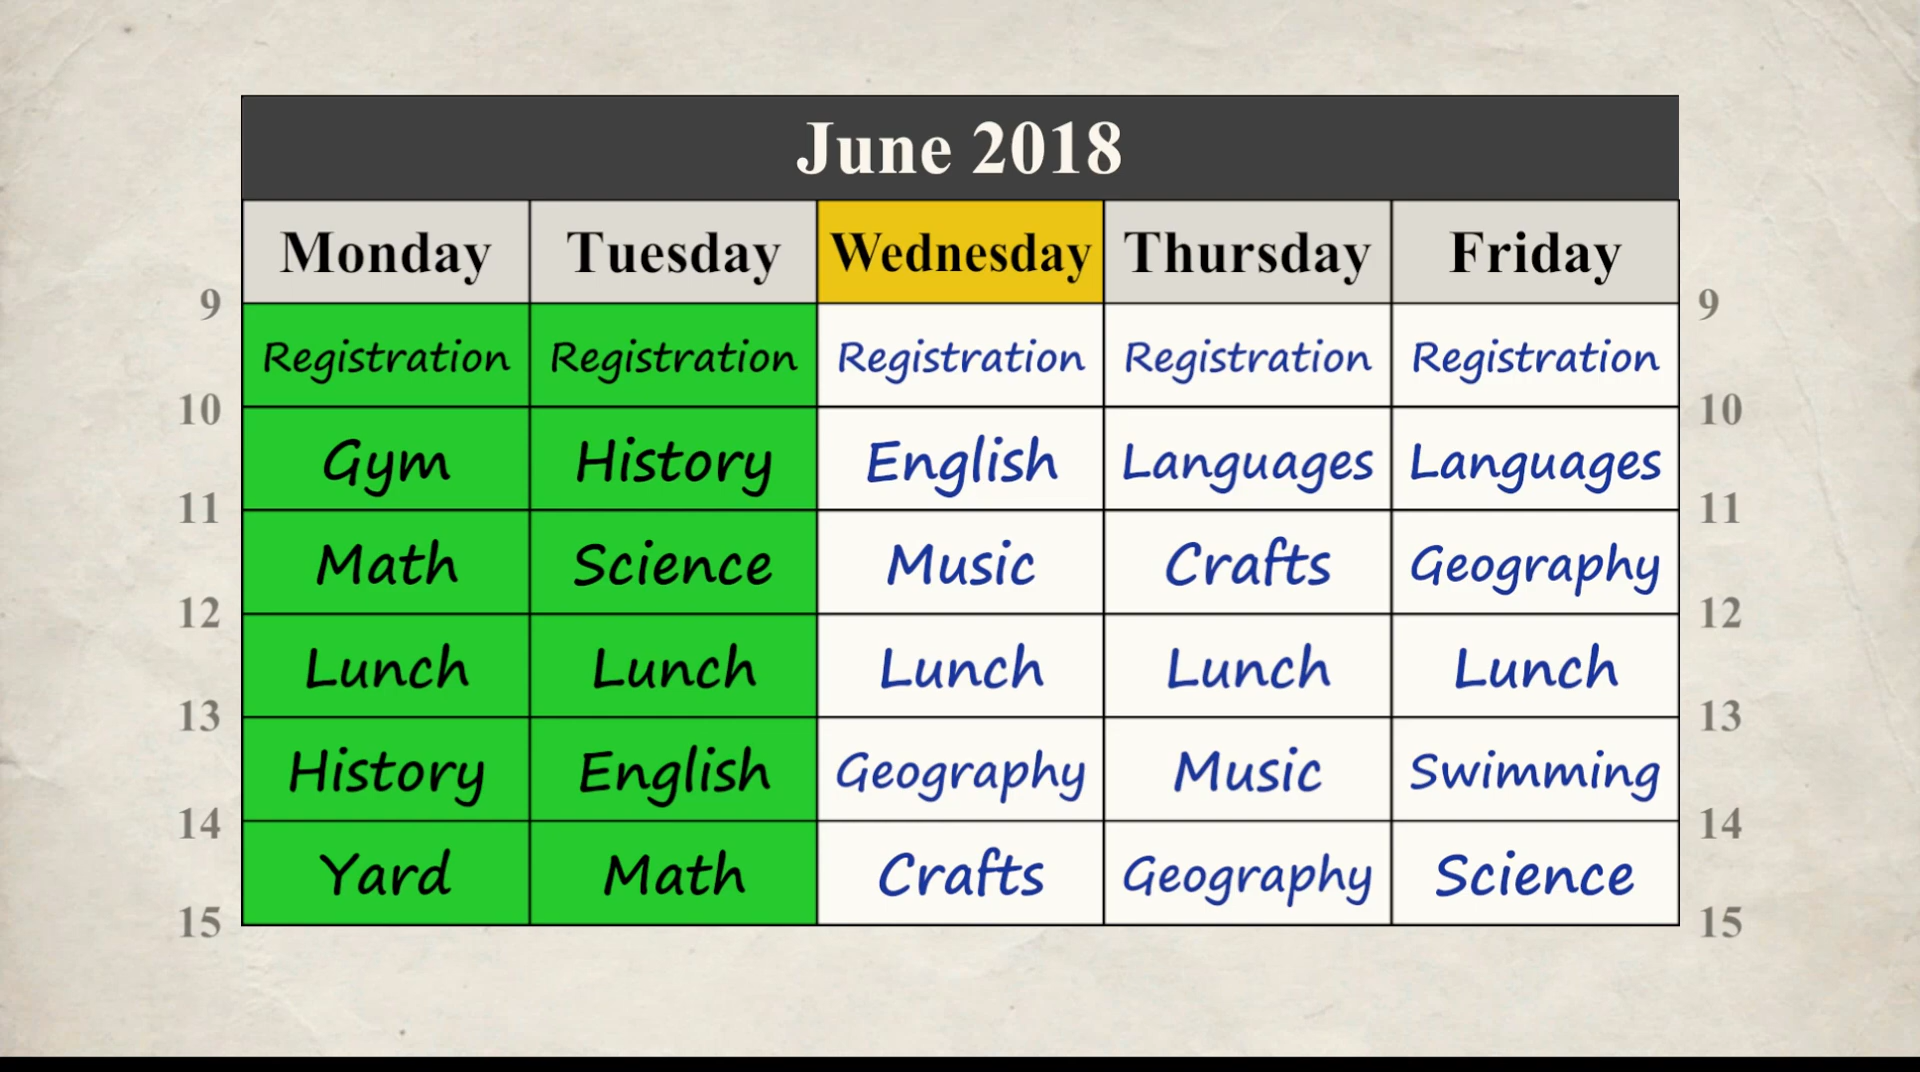 June 2018
Monday Tuesday Wednesday Thursday Friday
9 9
Registration Registration Registration Registration Registration
10 10
Gym History English Languages Languages
11 11
Math Science Music Crafts Geography
12 12
Lunch Lunch Lunch Lunch Lunch
13 13
History English Geography Music Swimming
14 14
Yard Math Crafts Geography Science
15 15